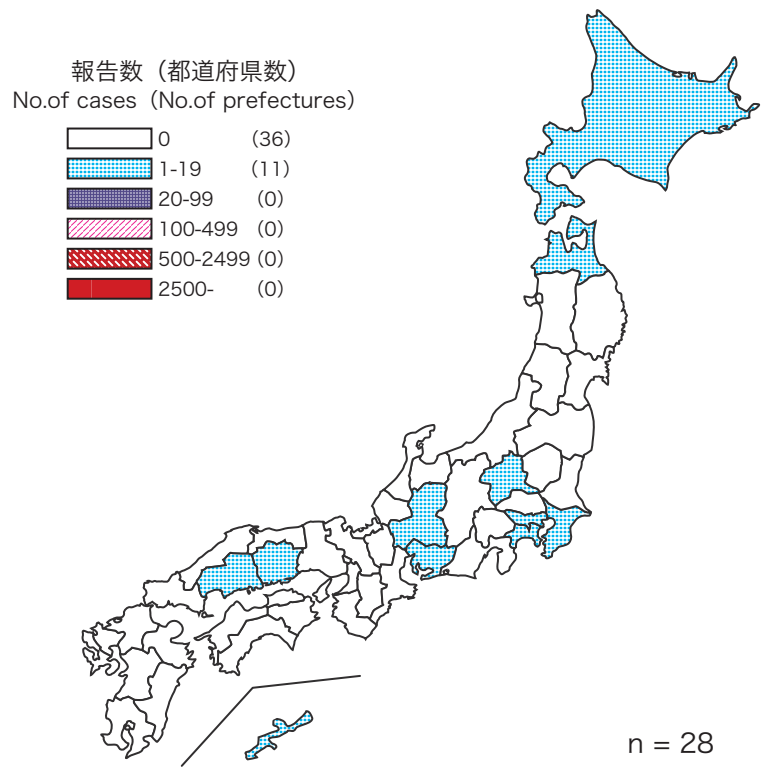 報告数（都道府県数）
No.of cases（No.of prefectures）
0 （36）
1-19 （11）
20-99 （0）
100-499 （0）
500-2499（0）
2500- （0）
n = 28